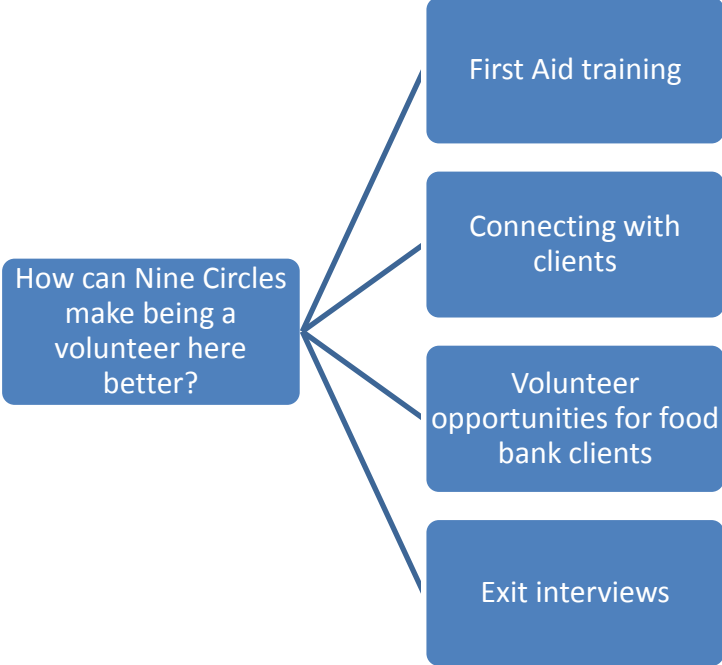 How can Nine Circles
make being a
volunteer here
better?
First Aid training
Connecting with
clients
Volunteer
opportunities for food
bank clients
Exit interviews